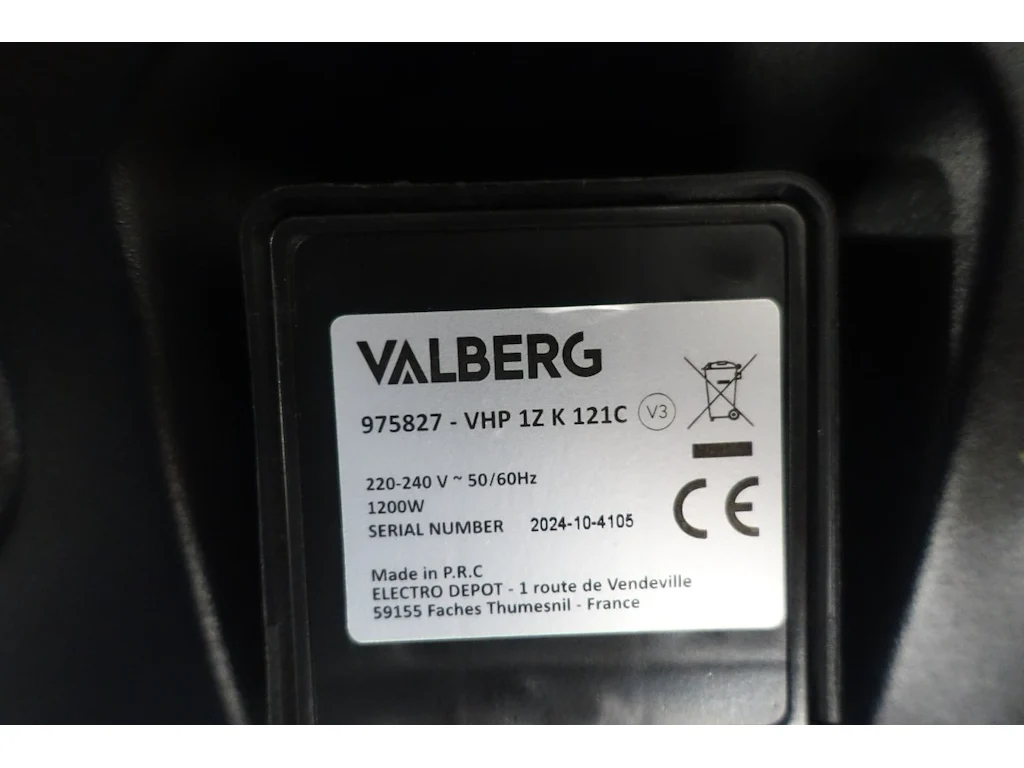 VALBERG
975827 - VHP 1Z K 121C V3
220-240 V ~ 50/60Hz
1200W
SERIAL NUMBER 2024-10-4105
CE
Made in P.R.C
ELECTRO DEPOT - 1 route de Vendeville
59155 Faches Thumesnil - France